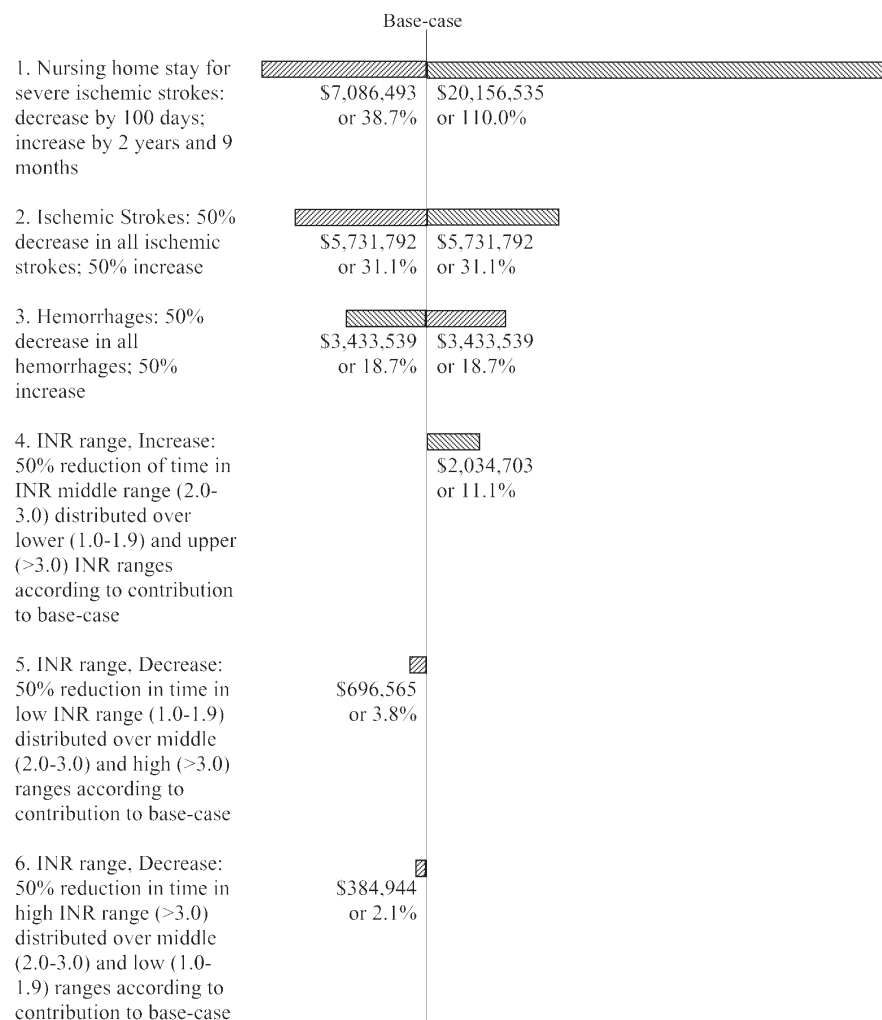 Base-case
1. Nursing home stay for
severe ischemic strokes:
decrease by 100 days;
increase by 2 years and 9
months
$7,086,493
or 38.7%
$20,156,535
or 110.0%
2. Ischemic Strokes: 50%
decrease in all ischemic
strokes; 50% increase
$5,731,792
or 31.1%
$5,731,792
or 31.1%
3. Hemorrhages: 50%
decrease in all
hemorrhages; 50%
increase
$3,433,539
or 18.7%
$3,433,539
or 18.7%
4. INR range, Increase:
50% reduction of time in
INR middle range (2.0-
3.0) distributed over
lower (1.0-1.9) and upper
(>3.0) INR ranges
according to contribution
to base-case
$2,034,703
or 11.1%
5. INR range, Decrease:
50% reduction in time in
low INR range (1.0-1.9)
distributed over middle
(2.0-3.0) and high (>3.0)
ranges according to
contribution to base-case
$696,565
or 3.8%
6. INR range, Decrease:
50% reduction in time in
high INR range (>3.0)
distributed over middle
(2.0-3.0) and low (1.0-
1.9) ranges according to
contribution to base-case
$384,944
or 2.1%